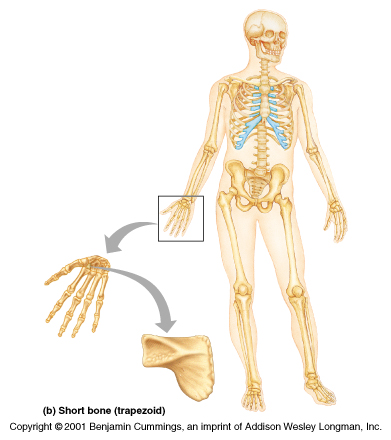 (b) Short bone (trapezoid)
Copyright © 2001 Benjamin Cummings, an imprint of Addison Wesley Longman, Inc.